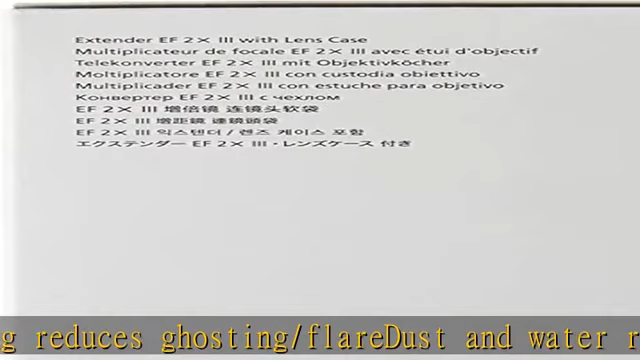 Extender EF 2× III with Lens Case
Multiplicateur de focale EF 2× III avec étui d'objectif
Telekonverter EF 2× III mit Objektivköcher
Moltiplicatore EF 2× III con custodia obiettivo
Multiplicador EF 2× III con estuche para objetivo
Конвертер EF 2× III с чехлом
EF 2× III 增倍镜 连镜头软袋
EF 2× III 增距鏡 連鏡頭袋
EF 2× III 익스텐더 / 렌즈 케이스 포함
エクステンダー EF 2× III・レンズケース 付き
g reduces ghosting/flareDust and water r